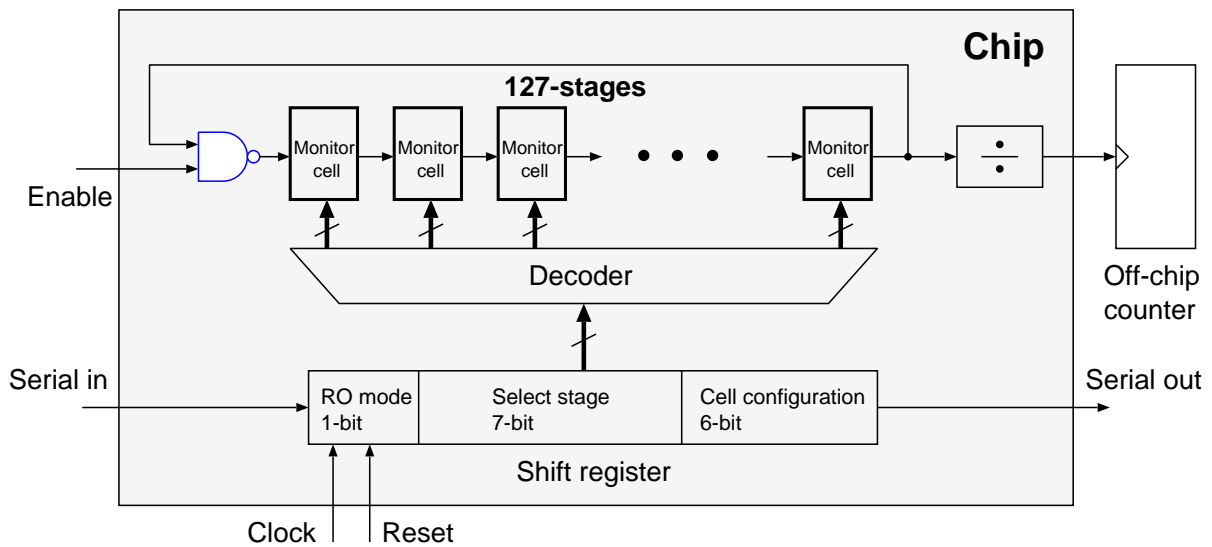 Chip
127-stages
Monitor
cell
Monitor
cell
Monitor
cell
Monitor
cell
Enable
Decoder
Off-chip
counter
Serial in
RO mode
1-bit
Select stage
7-bit
Cell configuration
6-bit
Serial out
Shift register
Clock
Reset